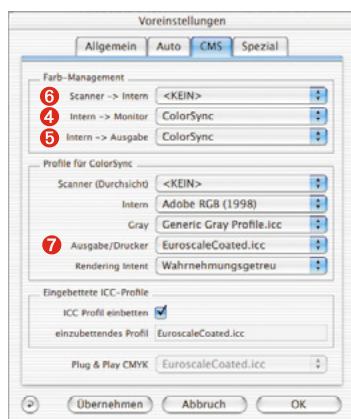 Voreinstellungen
Allgemein Auto CMS Spezial
Farb-Management
6 Scanner -> Intern <KEIN>
4 Intern -> Monitor ColorSync
5 Intern -> Ausgabe ColorSync
Profile für ColorSync
Scanner (Durchsicht) <KEIN>
Intern Adobe RGB (1998)
Gray Generic Gray Profile.icc
7 Ausgabe/Drucker EuroscaleCoated.icc
Rendering Intent Wahrnehmungsgetreu
Eingebettete ICC-Profile
ICC Profil einbetten
einzubettendes Profil EuroscaleCoated.icc
Plug & Play CMYK EuroscaleCoated.icc
Übernehmen Abbruch OK